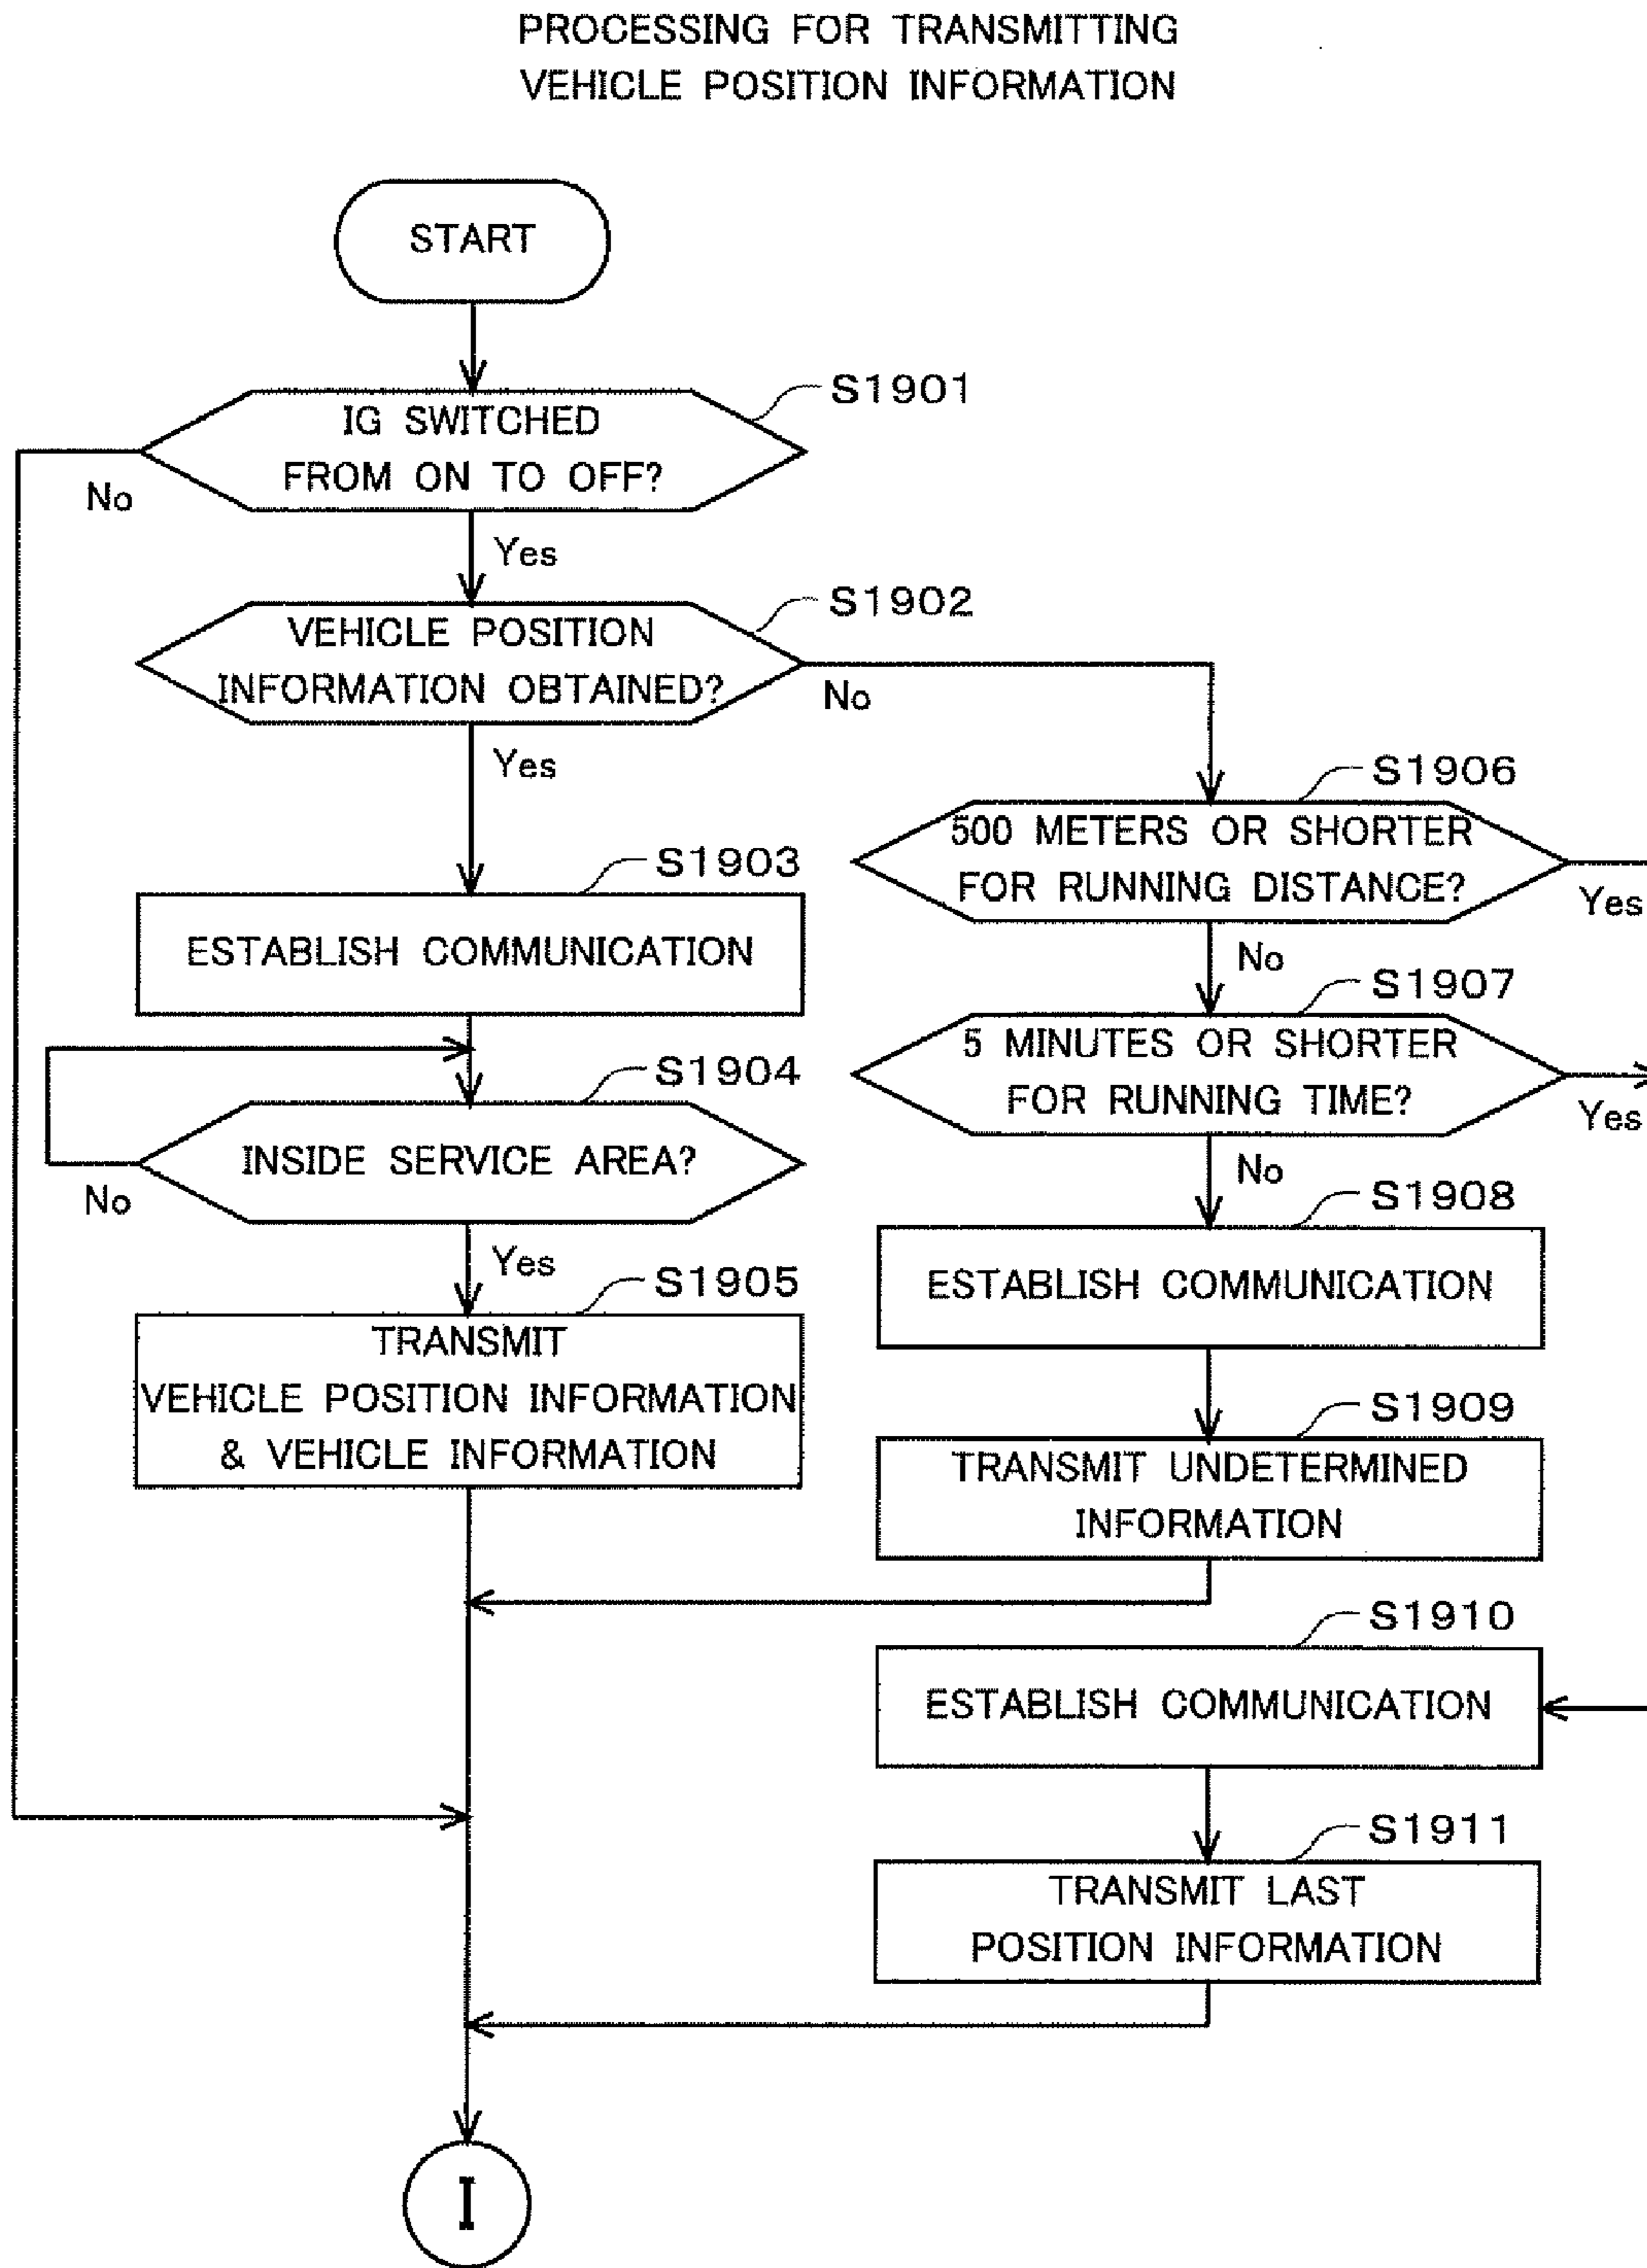 PROCESSING FOR TRANSMITTING
VEHICLE POSITION INFORMATION
START
S1901
IG SWITCHED
FROM ON TO OFF?
No
Yes
S1902
VEHICLE POSITION
INFORMATION OBTAINED?
No
Yes
S1903
ESTABLISH COMMUNICATION
S1904
INSIDE SERVICE AREA?
No
Yes
S1905
TRANSMIT
VEHICLE POSITION INFORMATION
& VEHICLE INFORMATION
S1906
500 METERS OR SHORTER
FOR RUNNING DISTANCE?
Yes
No
S1907
5 MINUTES OR SHORTER
FOR RUNNING TIME?
Yes
No
S1908
ESTABLISH COMMUNICATION
S1909
TRANSMIT UNDETERMINED
INFORMATION
S1910
ESTABLISH COMMUNICATION
S1911
TRANSMIT LAST
POSITION INFORMATION
I